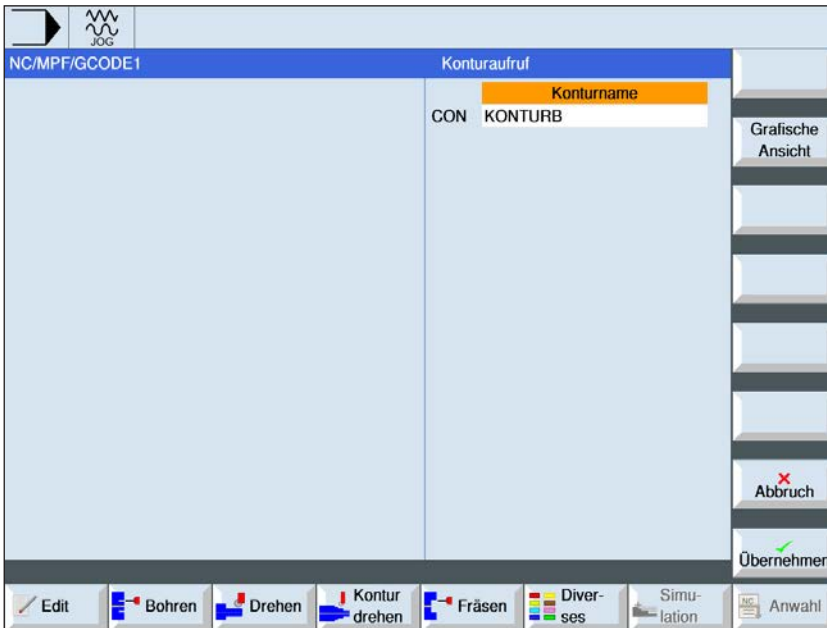 JOG
NC/MPF/GCODE1
Konturaufruf
Konturname
CON KONTURB
Grafische
Ansicht
Abbruch
Übernehmen
Edit
Bohren
Drehen
Kontur
drehen
Fräsen
Diver-
ses
Simu-
lation
NC
Anwahl